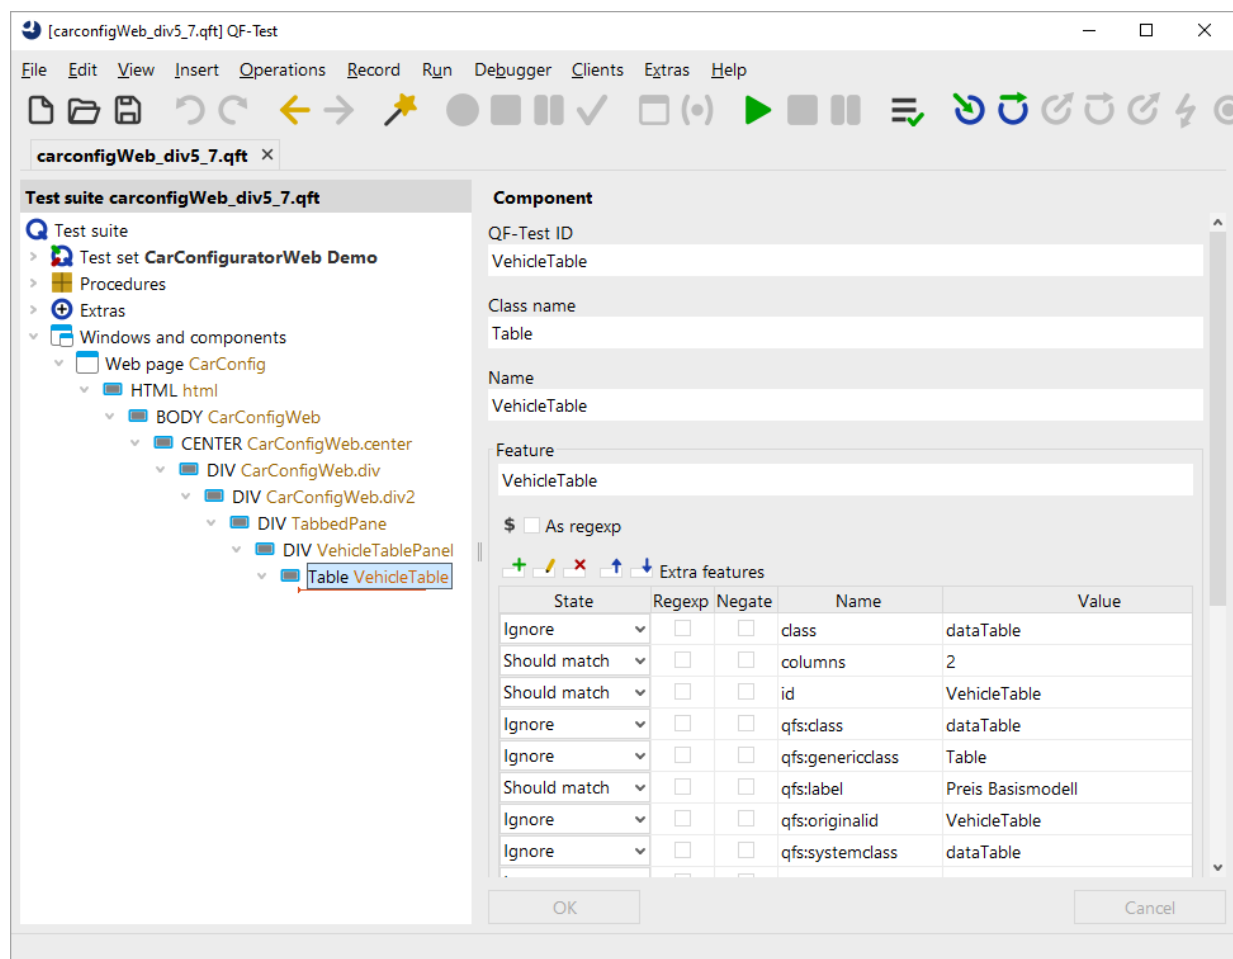 [carconfigWeb_div5_7.qft] QF-Test
File Edit View Insert Operations Record Run Debugger Clients Extras Help
carconfigWeb_div5_7.qft
Test suite carconfigWeb_div5_7.qft
Test suite
Test set CarConfiguratorWeb Demo
Procedures
Extras
Windows and components
Web page CarConfig
HTML html
BODY CarConfigWeb
CENTER CarConfigWeb.center
DIV CarConfigWeb.div
DIV CarConfigWeb.div2
DIV TabbedPane
DIV VehicleTablePanel
Table VehicleTable
Component
QF-Test ID
VehicleTable
Class name
Table
Name
VehicleTable
Feature
VehicleTable
$ As regexp
Extra features
State Regexp Negate Name Value
Ignore class dataTable
Should match columns 2
Should match id VehicleTable
Ignore qfs:class dataTable
Ignore qfs:genericclass Table
Should match qfs:label Preis Basismodell
Ignore qfs:originalid VehicleTable
Ignore qfs:systemclass dataTable
OK Cancel